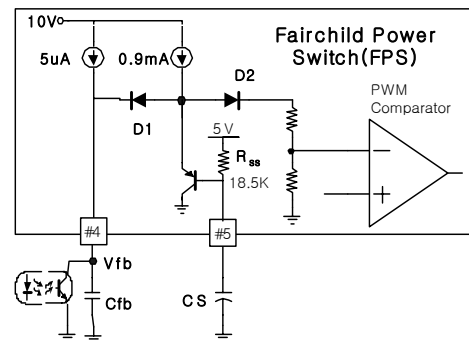 10V
Fairchild Power
Switch(FPS)
5uA
0.9mA
D2
PWM
Comparator
D1
5V
Rss
18.5K
−
+
#4
#5
Vfb
Cfb
CS